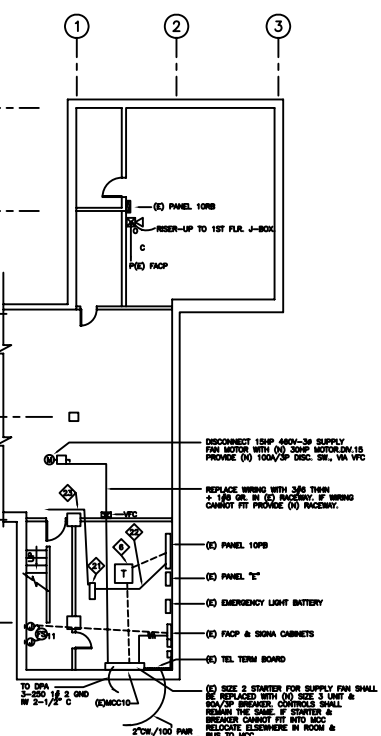 1
2
3
(E) PANEL 10RB
RISER-UP TO 1ST FLR. J-BOX
C
P(E) FACP
DISCONNECT 15HP 460V-3ø SUPPLY
FAN MOTOR WITH (N) 30HP MOTOR.DIV.15
PROVIDE (N) 100A/3P DISC. SW., VIA VFC
M
REPLACE WIRING WITH 3#6 THHN
+ 1#8 GR. IN (E) RACEWAY. IF WIRING
CANNOT FIT PROVIDE (N) RACEWAY.
23
VFC
22
6
(E) PANEL 10PB
T
21
(E) PANEL "E"
(E) EMERGENCY LIGHT BATTERY
(E) FACP & SIGNA CABINETS
(E) TEL TERM BOARD
TO DPA
3-250 1# 2 GND
IW 2-1/2" C
(E)MCC10
(E) SIZE 2 STARTER FOR SUPPLY FAN SHALL
BE REPLACED WITH (N) SIZE 3 UNIT &
90A/3P BREAKER. CONTROLS SHALL
REMAIN THE SAME. IF STARTER &
BREAKER CANNOT FIT INTO MCC
RELOCATE ELSEWHERE IN ROOM &
BUS TO MCC
2"CW./100 PAIR